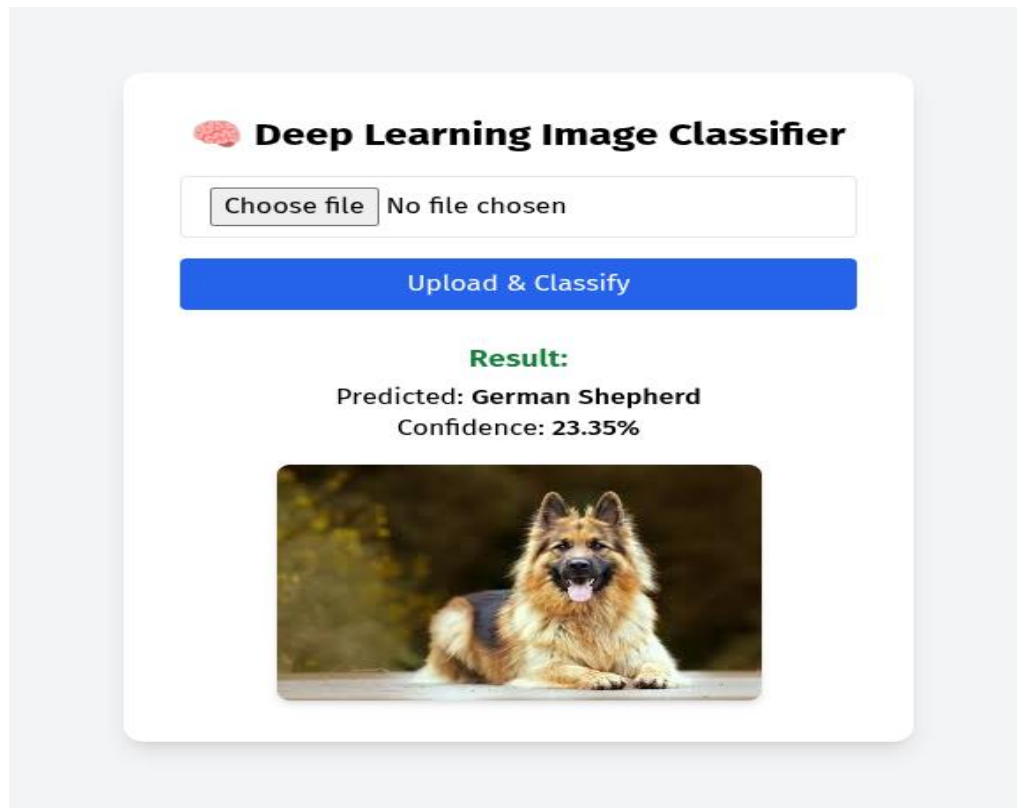 🧠 Deep Learning Image Classifier
Choose file No file chosen
Upload & Classify
Result:
Predicted: German Shepherd
Confidence: 23.35%